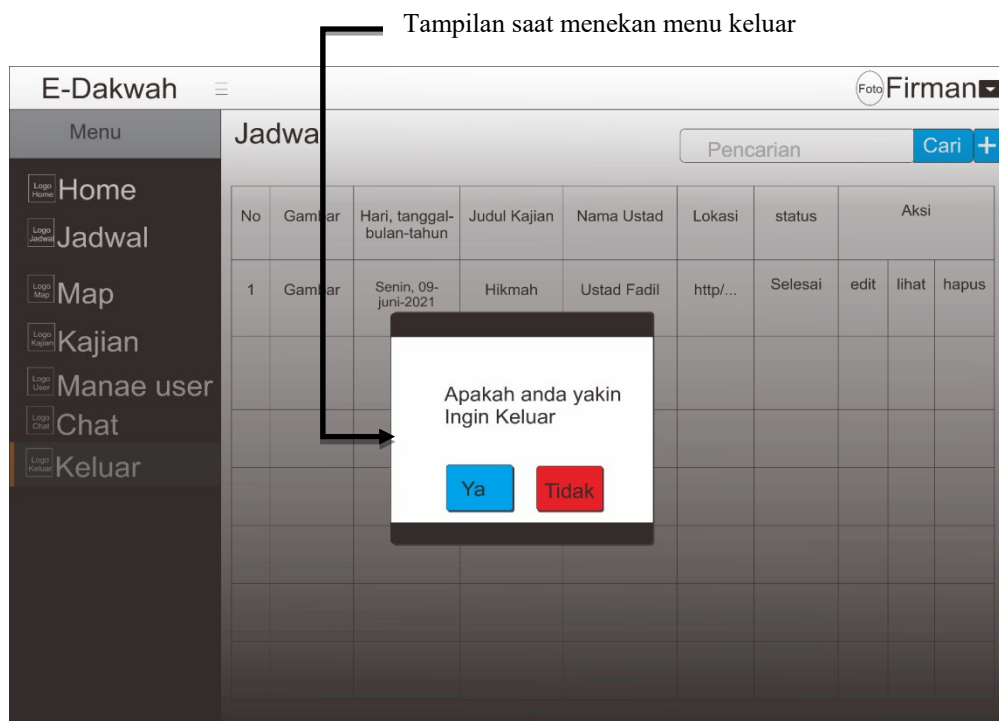 Tampilan saat menekan menu keluar
E-Dakwah
Foto Firman
Menu
Jadwa
Pencarian
Cari +
Logo Home Home
Logo Jadwal Jadwal
Logo Map Map
Logo Kajian Kajian
Logo User Manae user
Logo Chat Chat
Logo Keluar Keluar
No Gambar Hari, tanggal- Judul Kajian Nama Ustad Lokasi status Aksi
bulan-tahun
1 Gambar Senin, 09- Hikmah Ustad Fadil http/... Selesai edit lihat hapus
juni-2021
Apakah anda yakin
Ingin Keluar
Ya Tidak